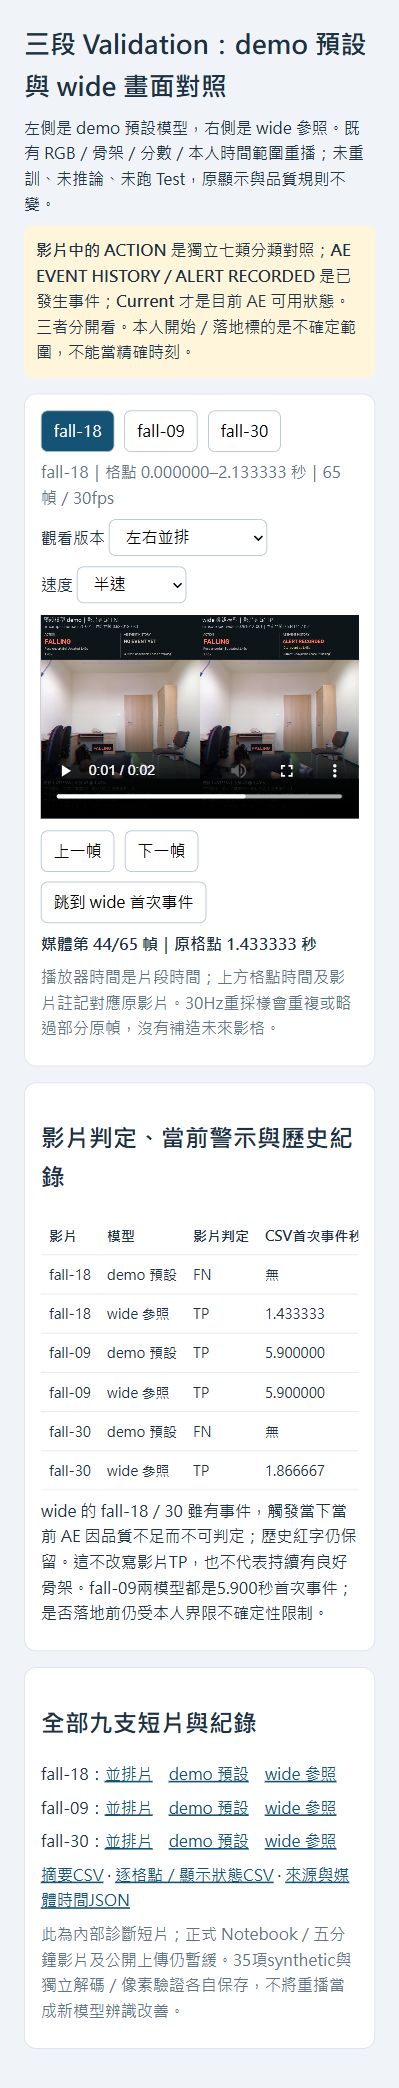 三段 Validation：demo 預設
與 wide 畫面對照
左側是 demo 預設模型，右側是 wide 參照。既
有 RGB / 骨架 / 分數 / 本人時間範圍重播；未重
訓、未推論、未跑 Test，原顯示與品質規則不
變。
影片中的 ACTION 是獨立七類分類對照；AE
EVENT HISTORY / ALERT RECORDED 是已
發生事件；Current 才是目前 AE 可用狀態。
三者分開看。本人開始 / 落地標的是不確定範
圍，不能當精確時刻。
fall-18 fall-09 fall-30
fall-18｜格點 0.000000–2.133333 秒｜65
幀 / 30fps
觀看版本 左右並排
速度 半速
FALLING NO EVENT YET FALLING ALERT RECORDED
FALLING FALLING
0:01 / 0:02
上一幀 下一幀
跳到 wide 首次事件
媒體第 44/65 幀｜原格點 1.433333 秒
播放器時間是片段時間；上方格點時間及影
片註記對應原影片。30Hz重採樣會重複或略
過部分原幀，沒有補造未來影格。
影片判定、當前警示與歷史紀
錄
影片 模型 影片判定 CSV首次事件秒
fall-18 demo 預設 FN 無
fall-18 wide 參照 TP 1.433333
fall-09 demo 預設 TP 5.900000
fall-09 wide 參照 TP 5.900000
fall-30 demo 預設 FN 無
fall-30 wide 參照 TP 1.866667
wide 的 fall-18 / 30 雖有事件，觸發當下當
前 AE 因品質不足而不可判定；歷史紅字仍保
留。這不改寫影片TP，也不代表持續有良好
骨架。fall-09兩模型都是5.900秒首次事件；
是否落地前仍受本人界限不確定性限制。
全部九支短片與紀錄
fall-18：並排片 demo 預設 wide 參照
fall-09：並排片 demo 預設 wide 參照
fall-30：並排片 demo 預設 wide 參照
摘要CSV · 逐格點 / 顯示狀態CSV · 來源與媒
體時間JSON
此為內部診斷短片；正式 Notebook / 五分
鐘影片及公開上傳仍暫緩。35項synthetic與
獨立解碼 / 像素驗證各自保存，不將重播當
成新模型辨識改善。